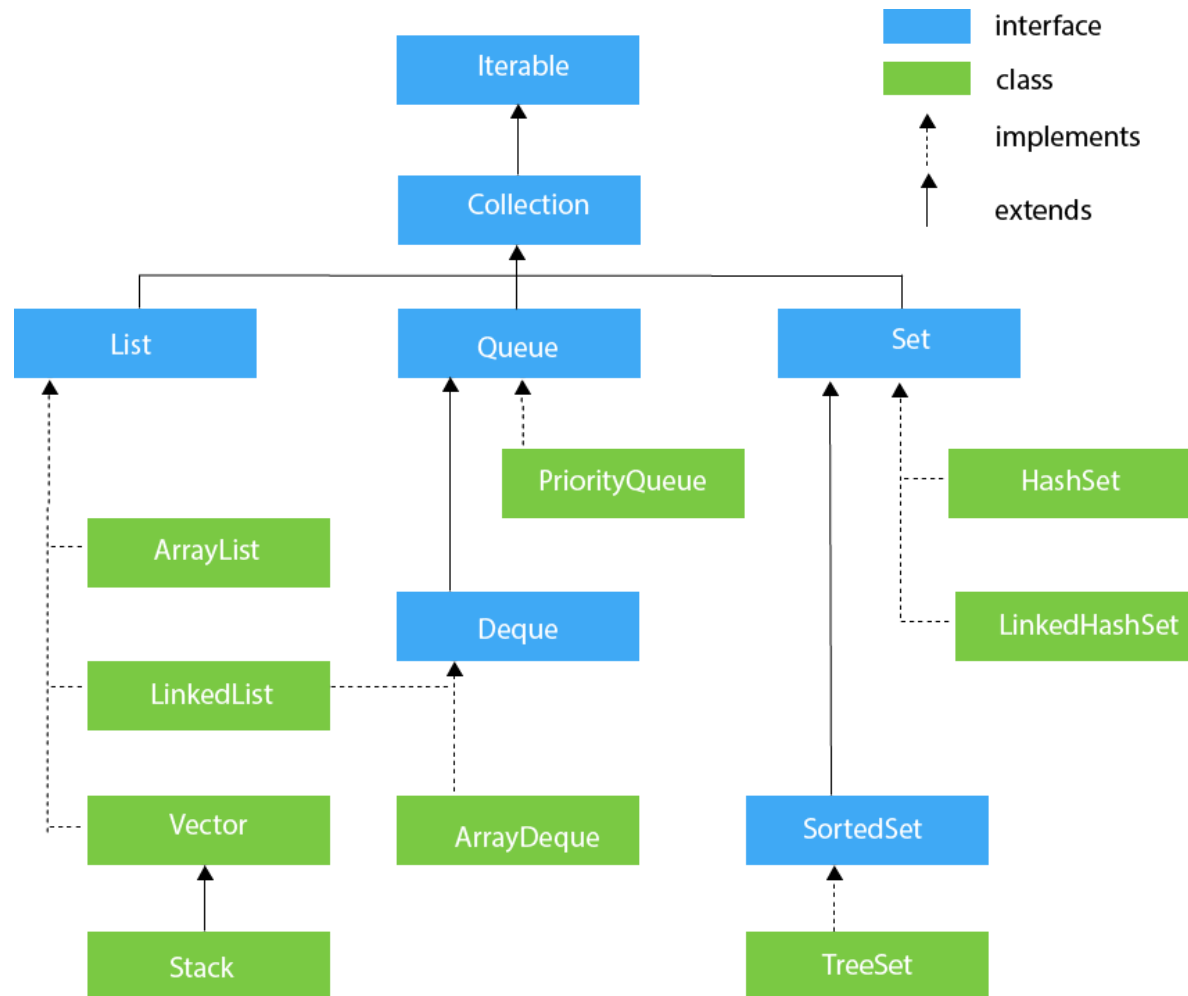 interface
Iterable
class
implements
Collection
extends
List
Queue
Set
PriorityQueue
HashSet
ArrayList
Deque
LinkedHashSet
LinkedList
Vector
ArrayDeque
SortedSet
Stack
TreeSet